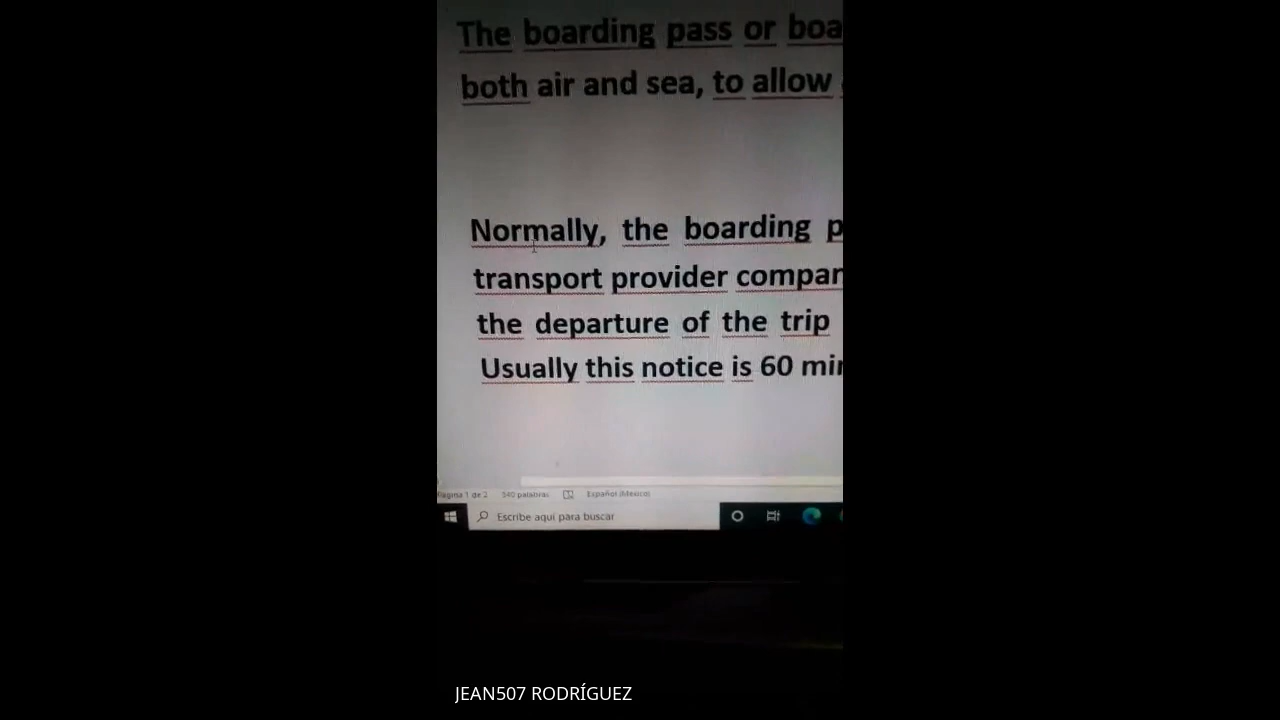 The boarding pass or boa
both air and sea, to allow
Normally, the boarding p
transport provider compan
the departure of the trip
Usually this notice is 60 min
Página 1 de 2 540 palabras Español (México)
Escribe aquí para buscar
JEAN507 RODRÍGUEZ